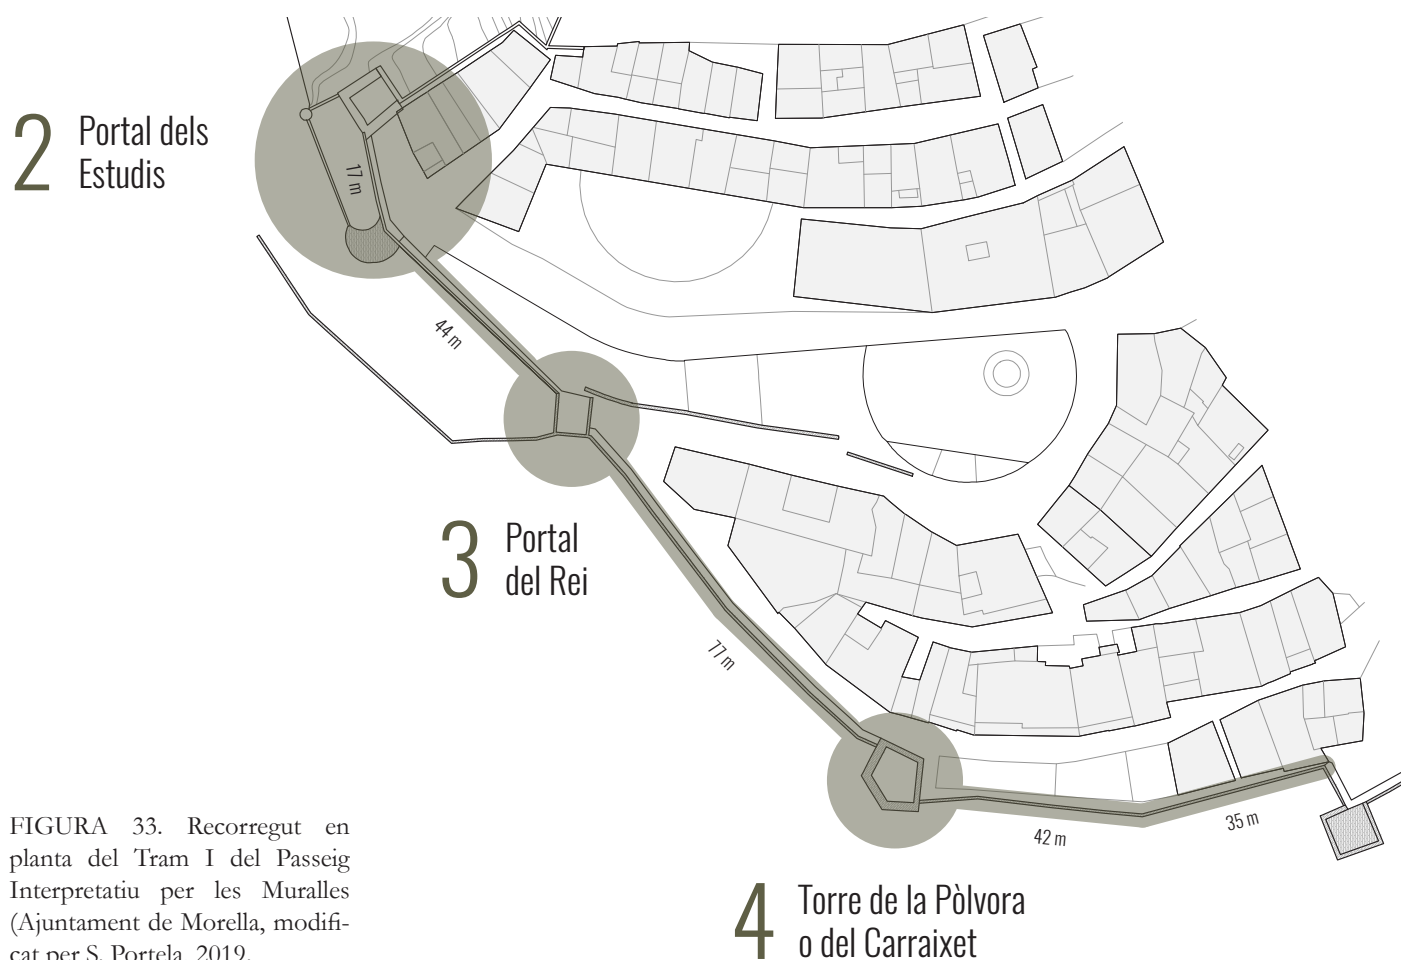 2 Portal dels
Estudis
17 m
44 m
3 Portal
del Rei
77 m
42 m
35 m
4 Torre de la Pòlvora
o del Carraixet
FIGURA 33. Recorregut en
planta del Tram I del Passeig
Interpretatiu per les Muralles
(Ajuntament de Morella, modifi-
cat per S. Portela, 2019.